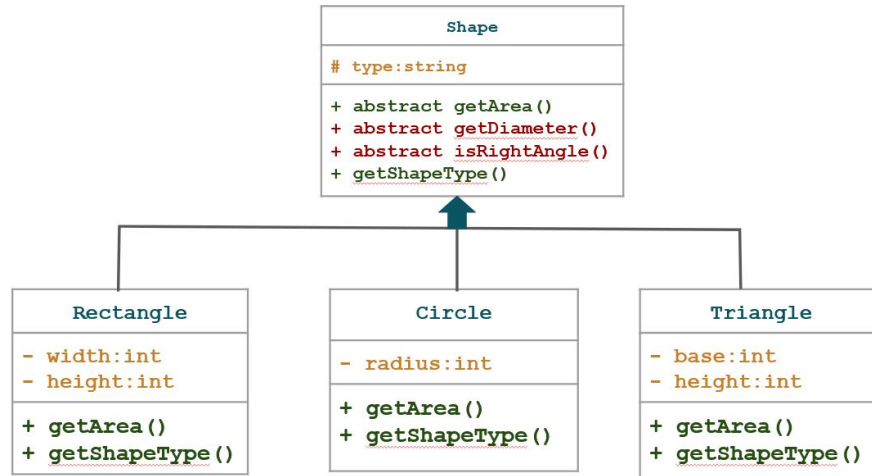 Shape
# type:string
+ abstract getArea()
+ abstract getDiameter()
+ abstract isRightAngle()
+ getShapeType()
Rectangle
- width:int
- height:int
+ getArea()
+ getShapeType()
Circle
- radius:int
+ getArea()
+ getShapeType()
Triangle
- base:int
- height:int
+ getArea()
+ getShapeType()